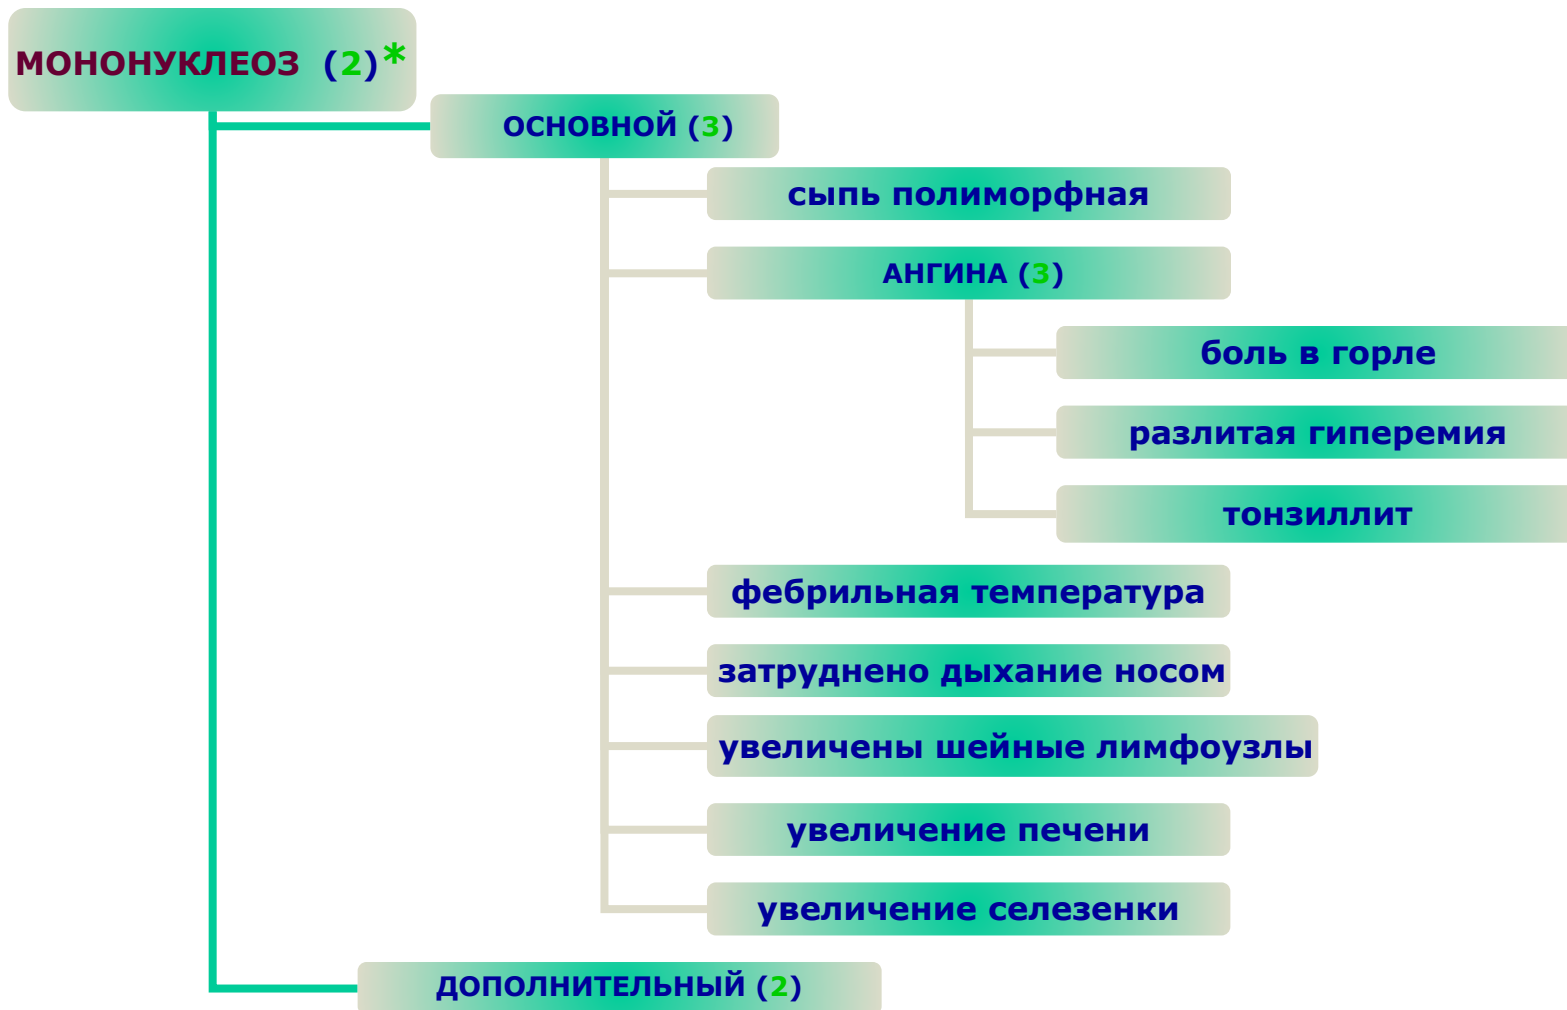 МОНОНУКЛЕОЗ (2)*
ОСНОВНОЙ (3)
сыпь полиморфная
АНГИНА (3)
боль в горле
разлитая гиперемия
тонзиллит
фебрильная температура
затруднено дыхание носом
увеличены шейные лимфоузлы
увеличение печени
увеличение селезенки
ДОПОЛНИТЕЛЬНЫЙ (2)